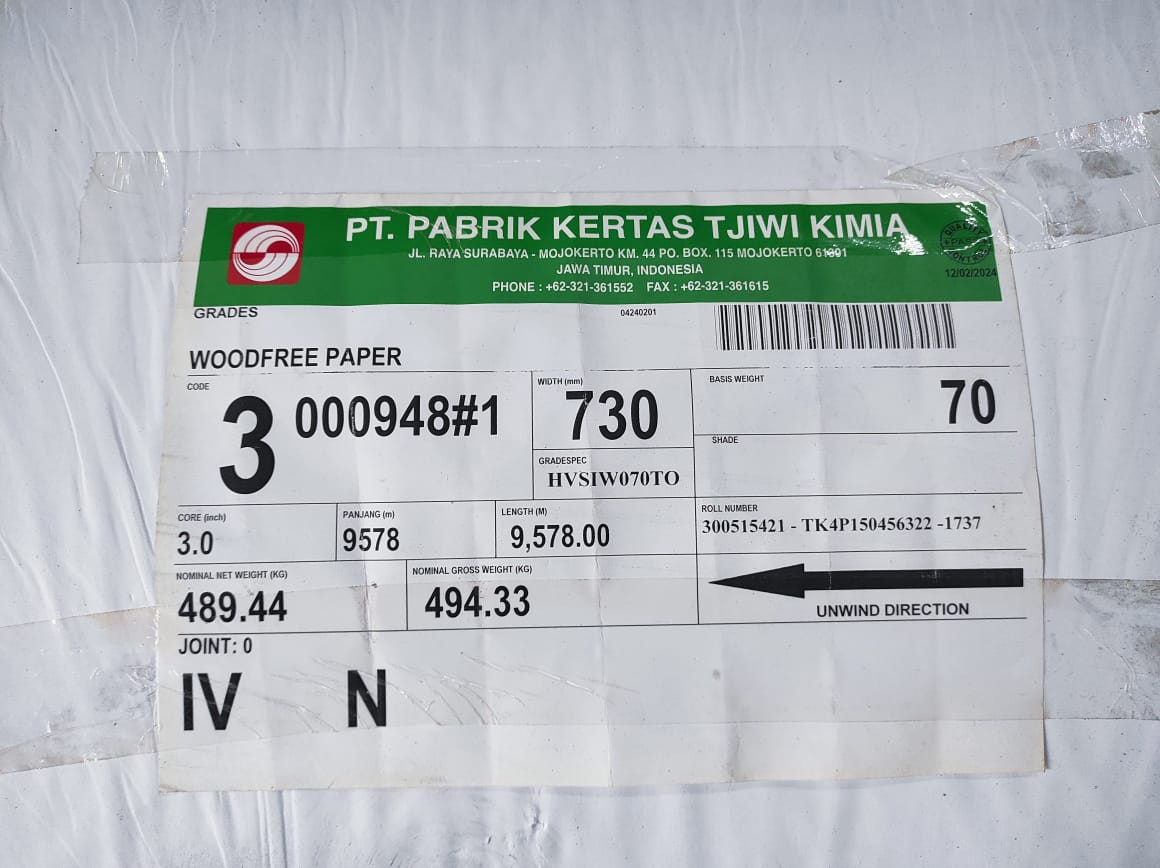 PT. PABRIK KERTAS TJIWI KIMIA
JL. RAYA SURABAYA - MOJOKERTO KM. 44 PO. BOX. 115 MOJOKERTO 61301
JAWA TIMUR, INDONESIA
PHONE : +62-321-361552 FAX : +62-321-361615
QUALITY
PASS
CONTROL
12/02/2024
GRADES
04240201
WOODFREE PAPER
CODE
3 000948#1
WIDTH (mm)
730
GRADESPEC
HVSIW070TO
BASIS WEIGHT
70
SHADE
CORE (inch)
3.0
PANJANG (m)
9578
LENGTH (M)
9,578.00
ROLL NUMBER
300515421 - TK4P150456322 -1737
NOMINAL NET WEIGHT (KG)
489.44
NOMINAL GROSS WEIGHT (KG)
494.33
UNWIND DIRECTION
JOINT: 0
IV N